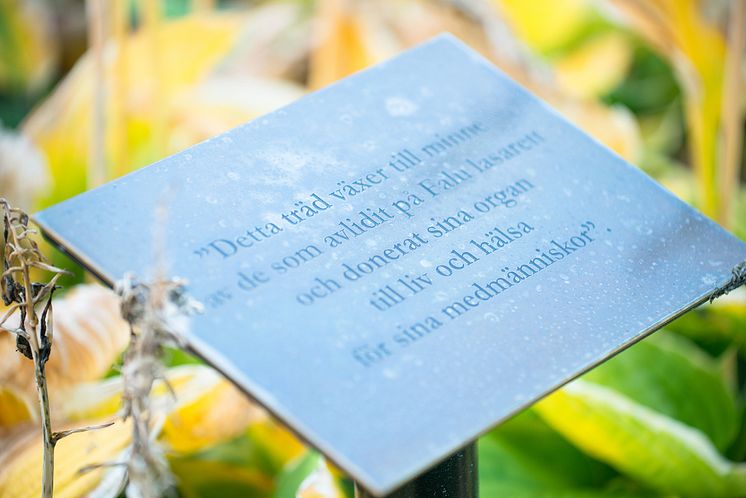 ”Detta träd växer till minne
av de som avlidit på Falu lasarett
och donerat sina organ
till liv och hälsa
för sina medmänniskor”.